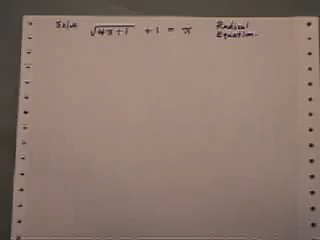 Solve √(4x+1) + 1 = x Radical
Equation